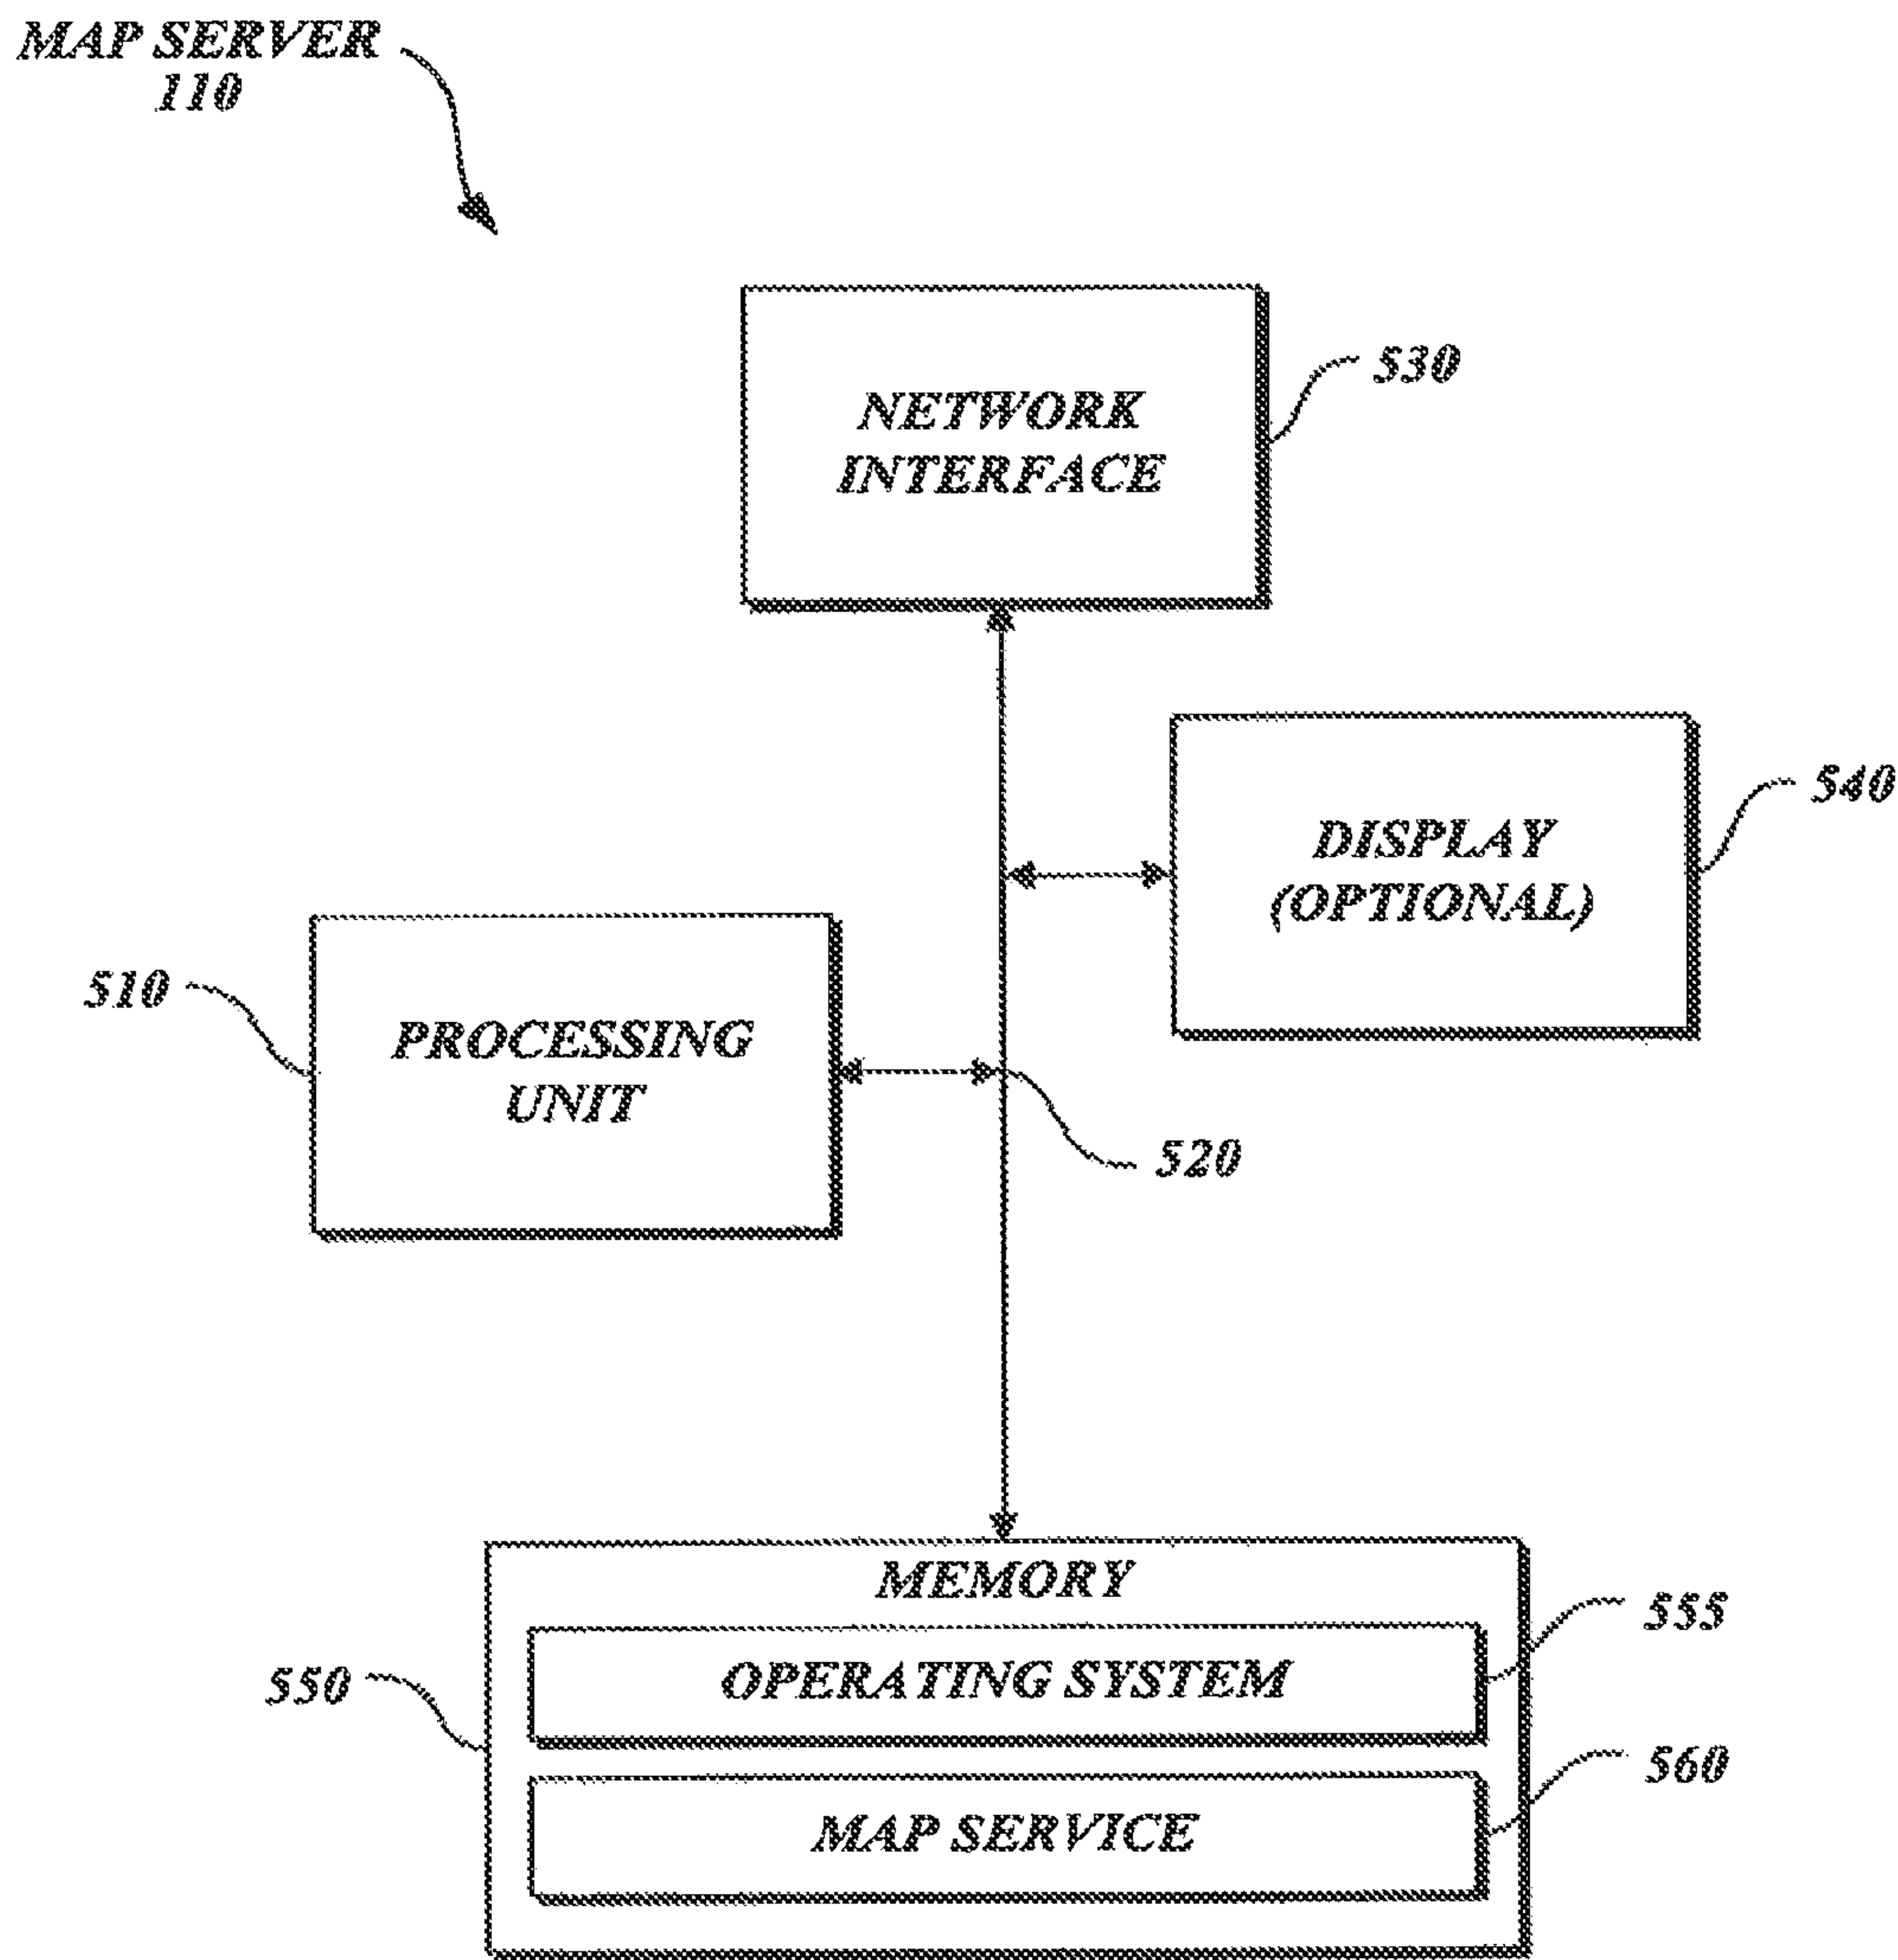 MAP SERVER
110
NETWORK
INTERFACE
530
DISPLAY
(OPTIONAL)
540
510
PROCESSING
UNIT
520
MEMORY
OPERATING SYSTEM
555
550
MAP SERVICE
560